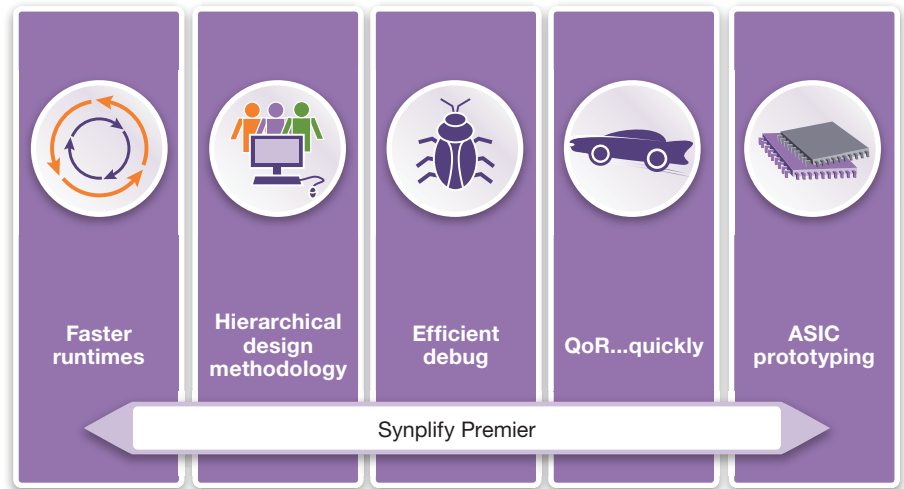 Faster
runtimes
Hierarchical
design
methodology
Efficient
debug
QoR...quickly
ASIC
prototyping
Synplify Premier